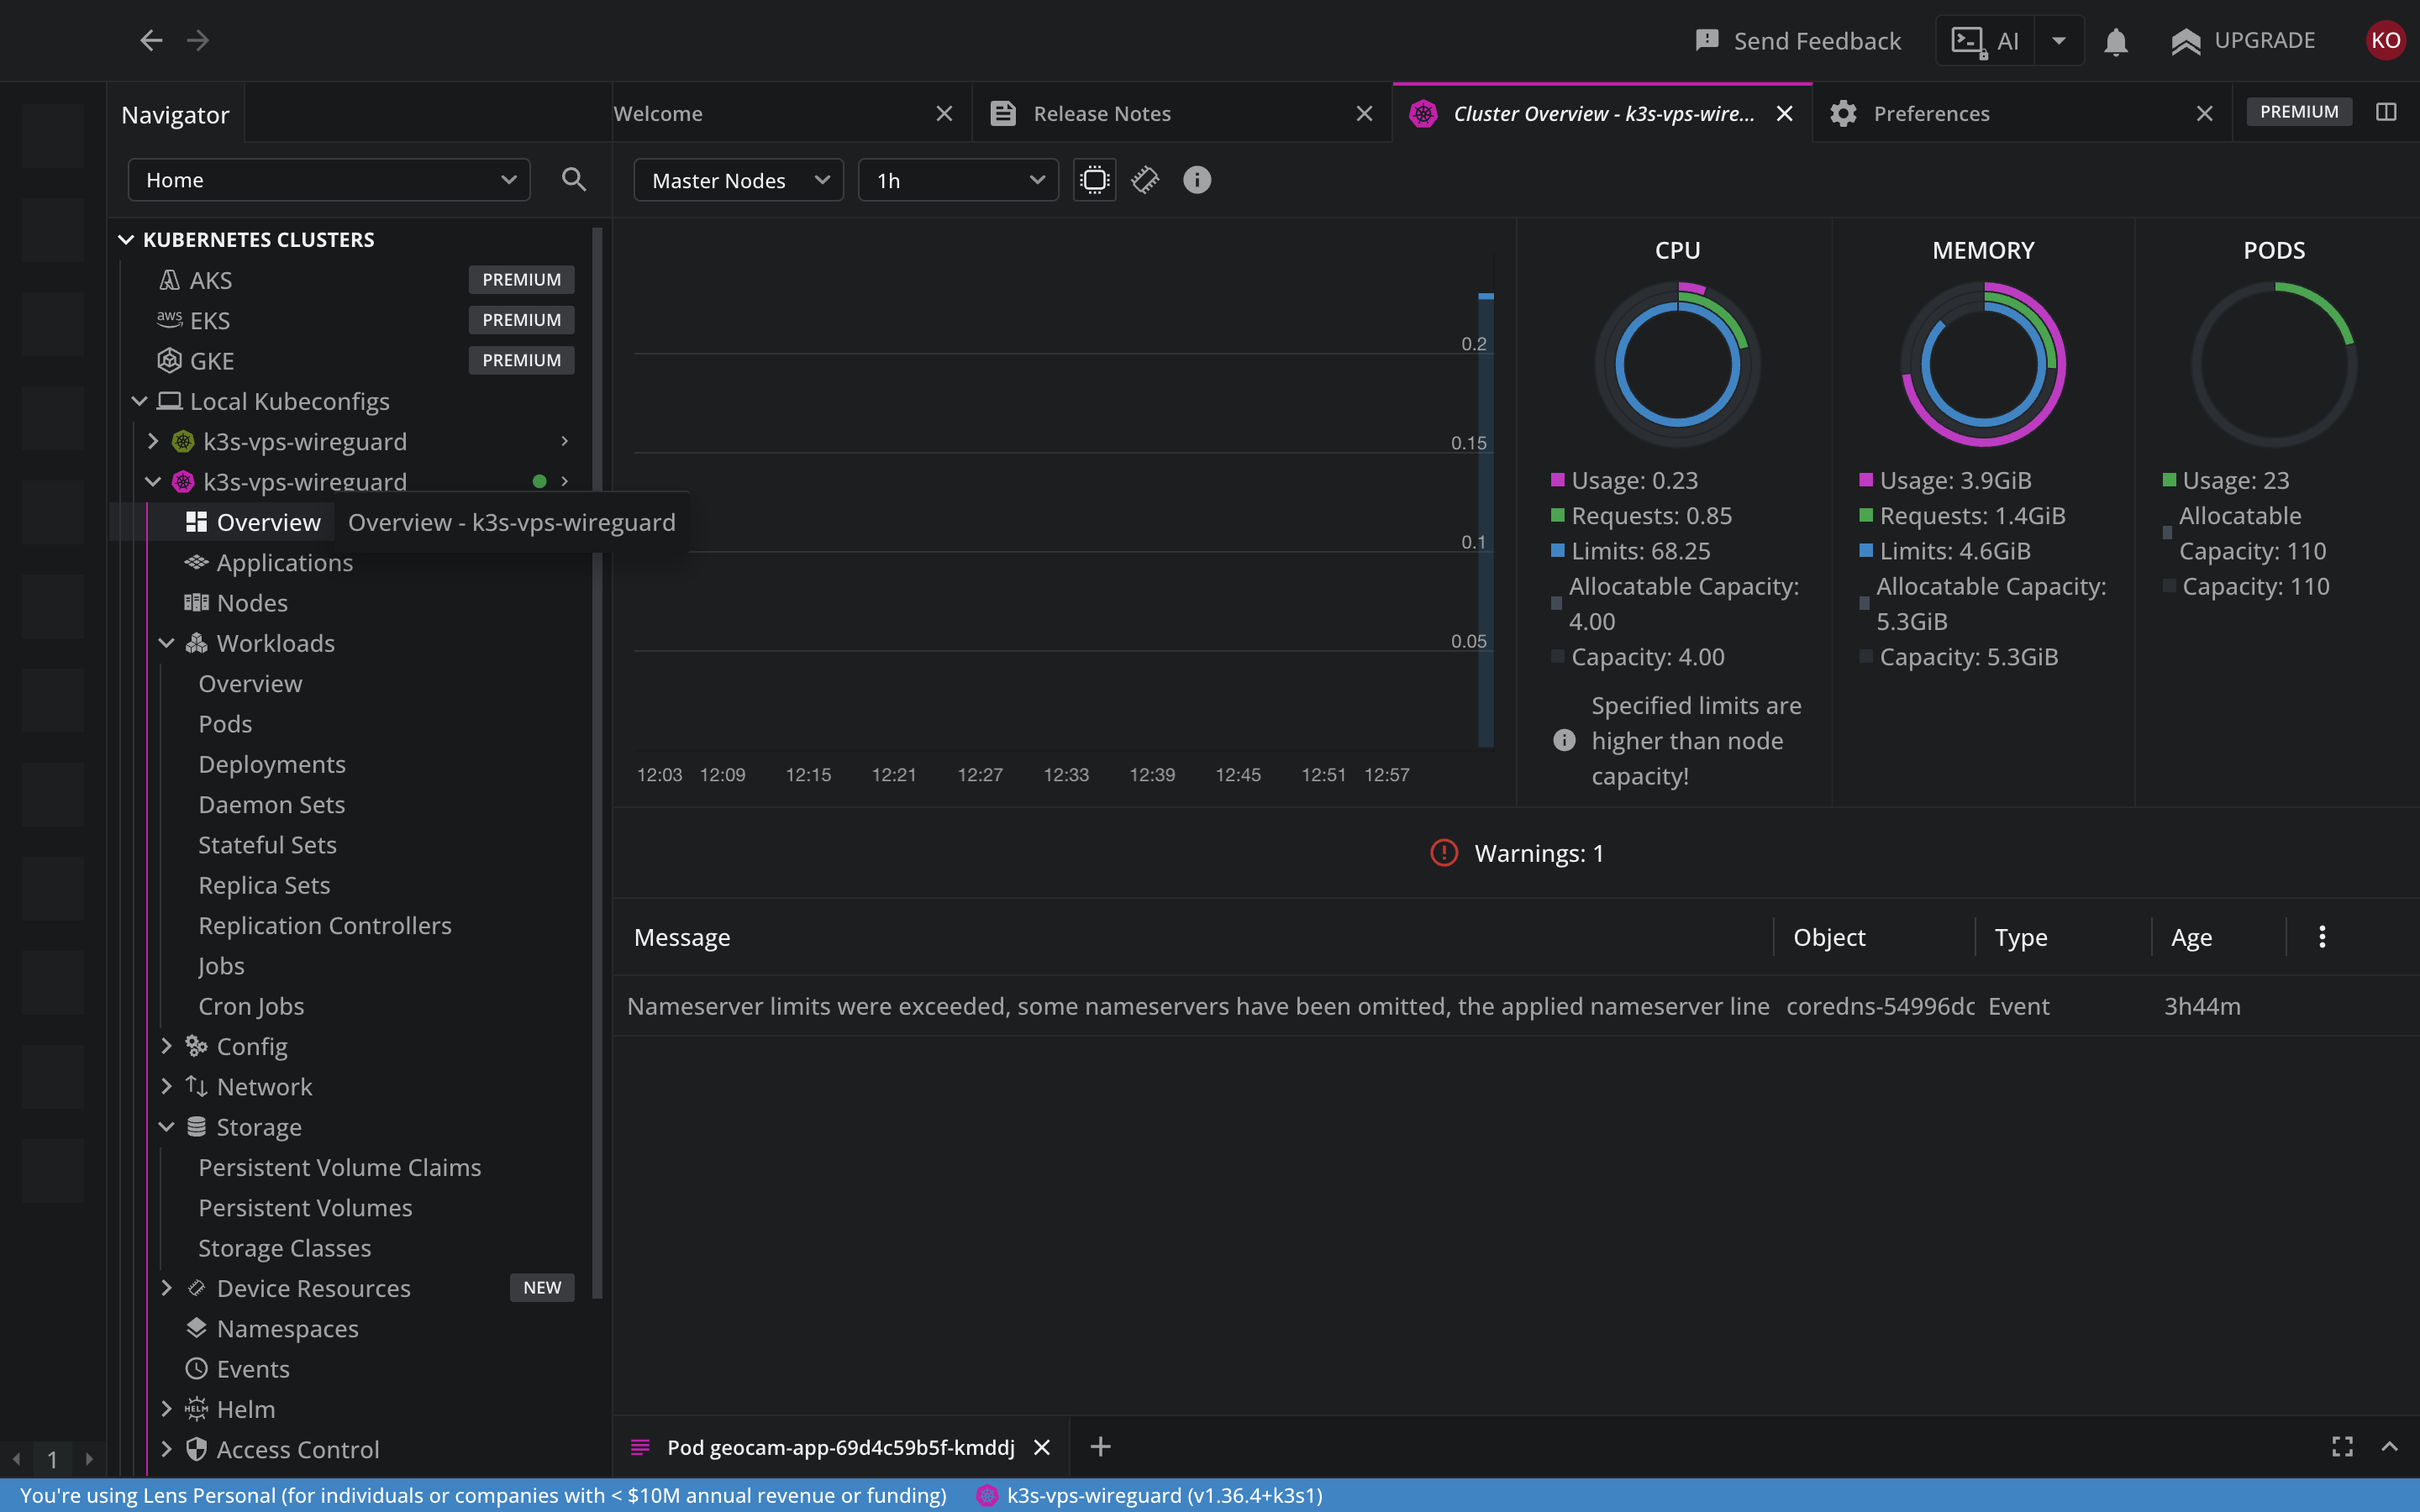 Send Feedback
AI
UPGRADE
KO
Navigator
Welcome
Release Notes
Cluster Overview - k3s-vps-wire...
Preferences
PREMIUM
Home
Master Nodes
1h
KUBERNETES CLUSTERS
AKS PREMIUM
aws EKS PREMIUM
GKE PREMIUM
Local Kubeconfigs
k3s-vps-wireguard
k3s-vps-wireguard
Overview
Overview - k3s-vps-wireguard
Applications
Nodes
Workloads
Overview
Pods
Deployments
Daemon Sets
Stateful Sets
Replica Sets
Replication Controllers
Jobs
Cron Jobs
Config
Network
Storage
Persistent Volume Claims
Persistent Volumes
Storage Classes
Device Resources NEW
Namespaces
Events
HELM Helm
Access Control
1
0.2
0.15
0.1
0.05
12:03 12:09 12:15 12:21 12:27 12:33 12:39 12:45 12:51 12:57
CPU
Usage: 0.23
Requests: 0.85
Limits: 68.25
Allocatable Capacity:
4.00
Capacity: 4.00
Specified limits are
higher than node
capacity!
MEMORY
Usage: 3.9GiB
Requests: 1.4GiB
Limits: 4.6GiB
Allocatable Capacity:
5.3GiB
Capacity: 5.3GiB
PODS
Usage: 23
Allocatable
Capacity: 110
Capacity: 110
Warnings: 1
Message Object Type Age
Nameserver limits were exceeded, some nameservers have been omitted, the applied nameserver line coredns-54996dc Event 3h44m
Pod geocam-app-69d4c59b5f-kmddj
You're using Lens Personal (for individuals or companies with < $10M annual revenue or funding) k3s-vps-wireguard (v1.36.4+k3s1)